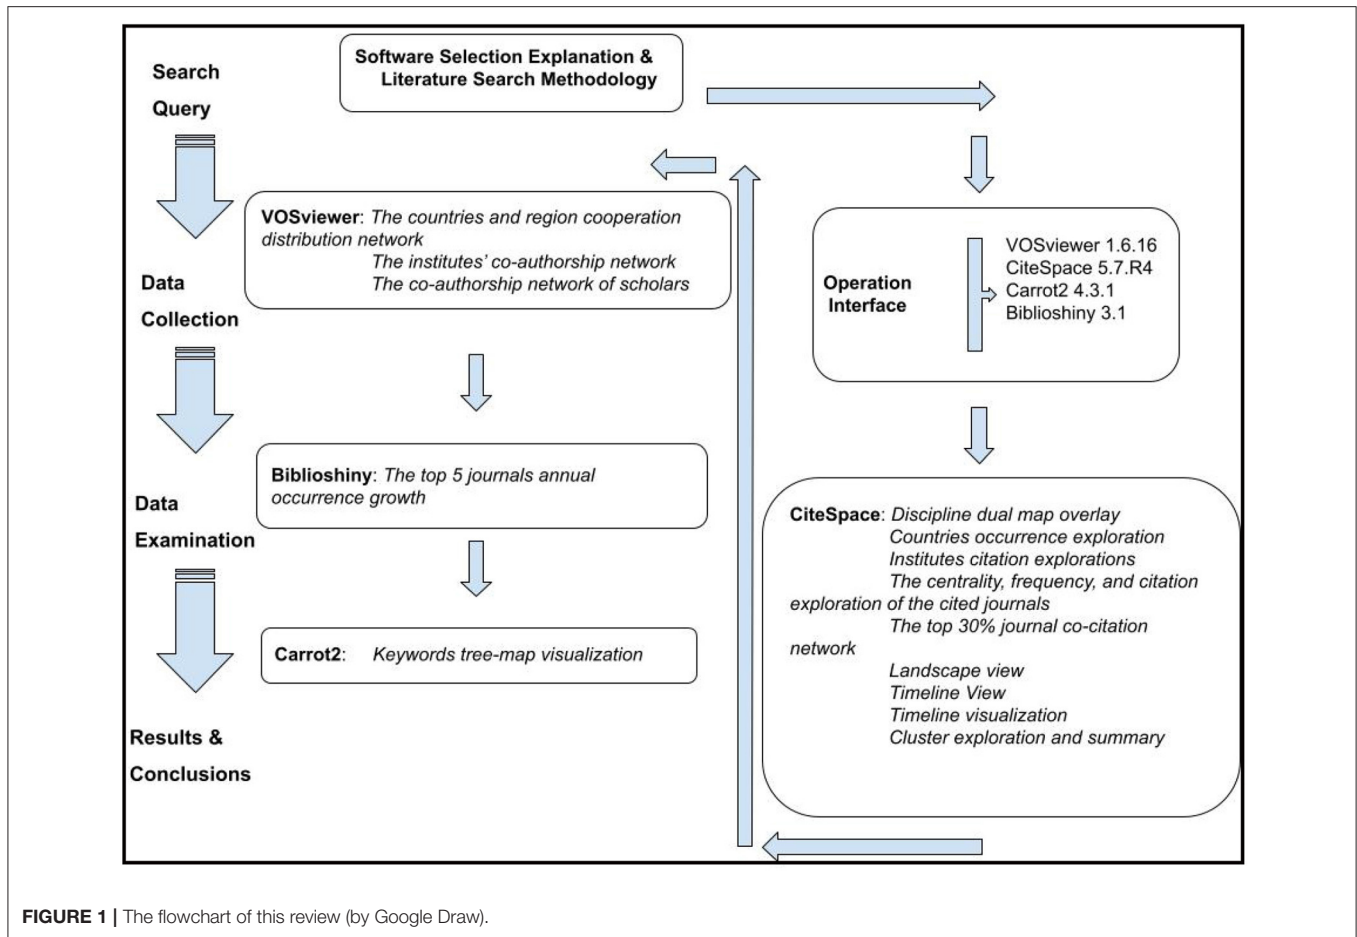 Software Selection Explanation &
Literature Search Methodology
Search
Query
Data
Collection
Data
Examination
Results &
Conclusions
VOSviewer: The countries and region cooperation
distribution network
The institutes' co-authorship network
The co-authorship network of scholars
Biblioshiny: The top 5 journals annual
occurrence growth
Carrot2: Keywords tree-map visualization
Operation
Interface
VOSviewer 1.6.16
CiteSpace 5.7.R4
Carrot2 4.3.1
Biblioshiny 3.1
CiteSpace: Discipline dual map overlay
Countries occurrence exploration
Institutes citation explorations
The centrality, frequency, and citation
exploration of the cited journals
The top 30% journal co-citation
network
Landscape view
Timeline View
Timeline visualization
Cluster exploration and summary
FIGURE 1 | The flowchart of this review (by Google Draw).